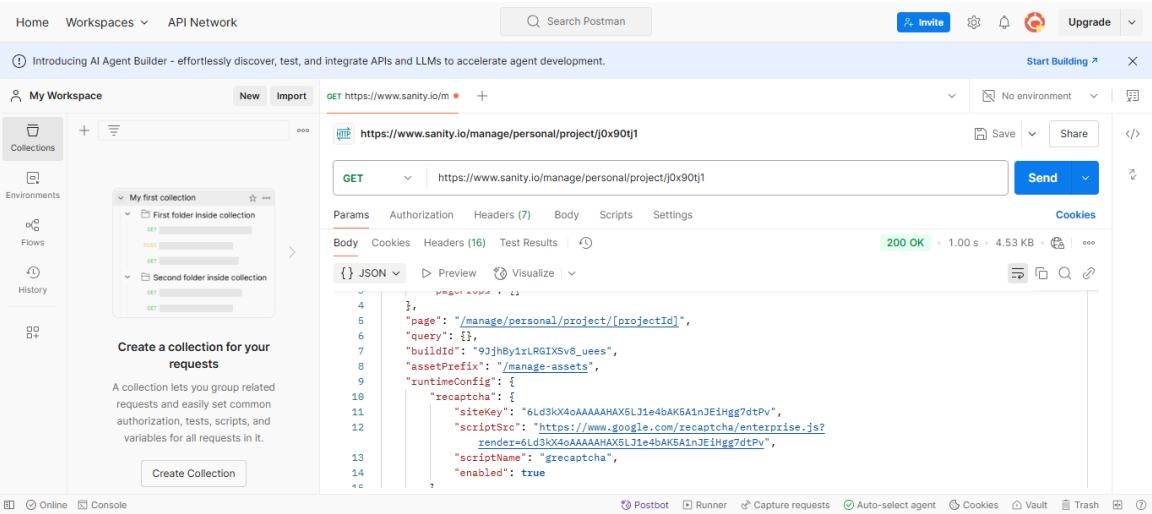 Home Workspaces API Network Search Postman Invite Upgrade
Introducing AI Agent Builder - effortlessly discover, test, and integrate APIs and LLMs to accelerate agent development. Start Building
My Workspace New Import GET https://www.sanity.io/m No environment
Collections
Environments
Flows
History
My first collection
First folder inside collection
GET
POST
GET
Second folder inside collection
GET
GET
Create a collection for your
requests
A collection lets you group related
requests and easily set common
authorization, tests, scripts, and
variables for all requests in it.
Create Collection
HTTP https://www.sanity.io/manage/personal/project/j0x90tj1 Save Share
GET https://www.sanity.io/manage/personal/project/j0x90tj1 Send
Params Authorization Headers (7) Body Scripts Settings Cookies
Body Cookies Headers (16) Test Results 200 OK 1.00 s 4.53 KB
{} JSON Preview Visualize
3 "pageProps": {}
4 },
5 "page": "/manage/personal/project/[projectId]",
6 "query": {},
7 "buildId": "9JjhBy1rLRGIXSv8_uees",
8 "assetPrefix": "/manage-assets",
9 "runtimeConfig": {
10 "recaptcha": {
11 "siteKey": "6Ld3kX4oAAAAAHAX5LJ1e4bAK5A1nJEiHgg7dtPv",
12 "scriptSrc": "https://www.google.com/recaptcha/enterprise.js?
render=6Ld3kX4oAAAAAHAX5LJ1e4bAK5A1nJEiHgg7dtPv",
13 "scriptName": "grecaptcha",
14 "enabled": true
15 }
Online Console Postbot Runner Capture requests Auto-select agent Cookies Vault Trash